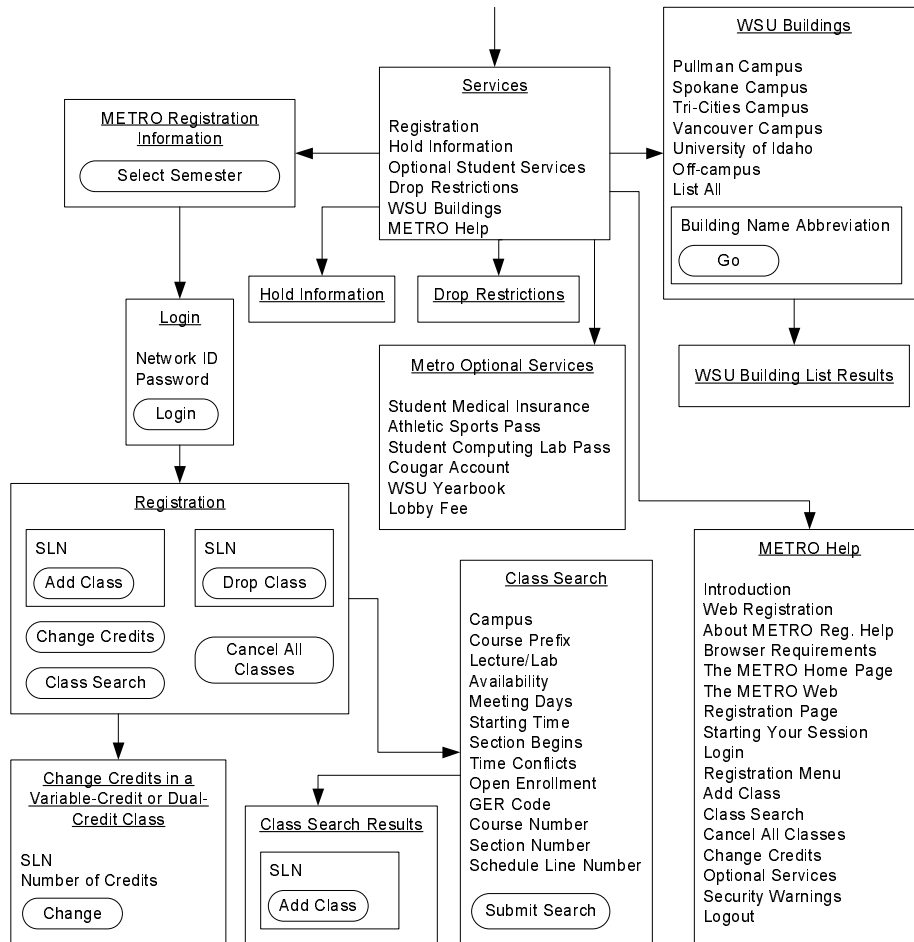 WSU Buildings
Pullman Campus
Spokane Campus
Tri-Cities Campus
Vancouver Campus
University of Idaho
Off-campus
List All
Building Name Abbreviation
Go
Services
Registration
Hold Information
Optional Student Services
Drop Restrictions
WSU Buildings
METRO Help
METRO Registration
Information
Select Semester
Hold Information
Drop Restrictions
Login
Network ID
Password
Login
Metro Optional Services
Student Medical Insurance
Athletic Sports Pass
Student Computing Lab Pass
Cougar Account
WSU Yearbook
Lobby Fee
WSU Building List Results
Registration
SLN
Add Class
SLN
Drop Class
Change Credits
Cancel All
Classes
Class Search
Class Search
Campus
Course Prefix
Lecture/Lab
Availability
Meeting Days
Starting Time
Section Begins
Time Conflicts
Open Enrollment
GER Code
Course Number
Section Number
Schedule Line Number
Submit Search
METRO Help
Introduction
Web Registration
About METRO Reg. Help
Browser Requirements
The METRO Home Page
The METRO Web
Registration Page
Starting Your Session
Login
Registration Menu
Add Class
Class Search
Cancel All Classes
Change Credits
Optional Services
Security Warnings
Logout
Change Credits in a
Variable-Credit or Dual-
Credit Class
SLN
Number of Credits
Change
Class Search Results
SLN
Add Class